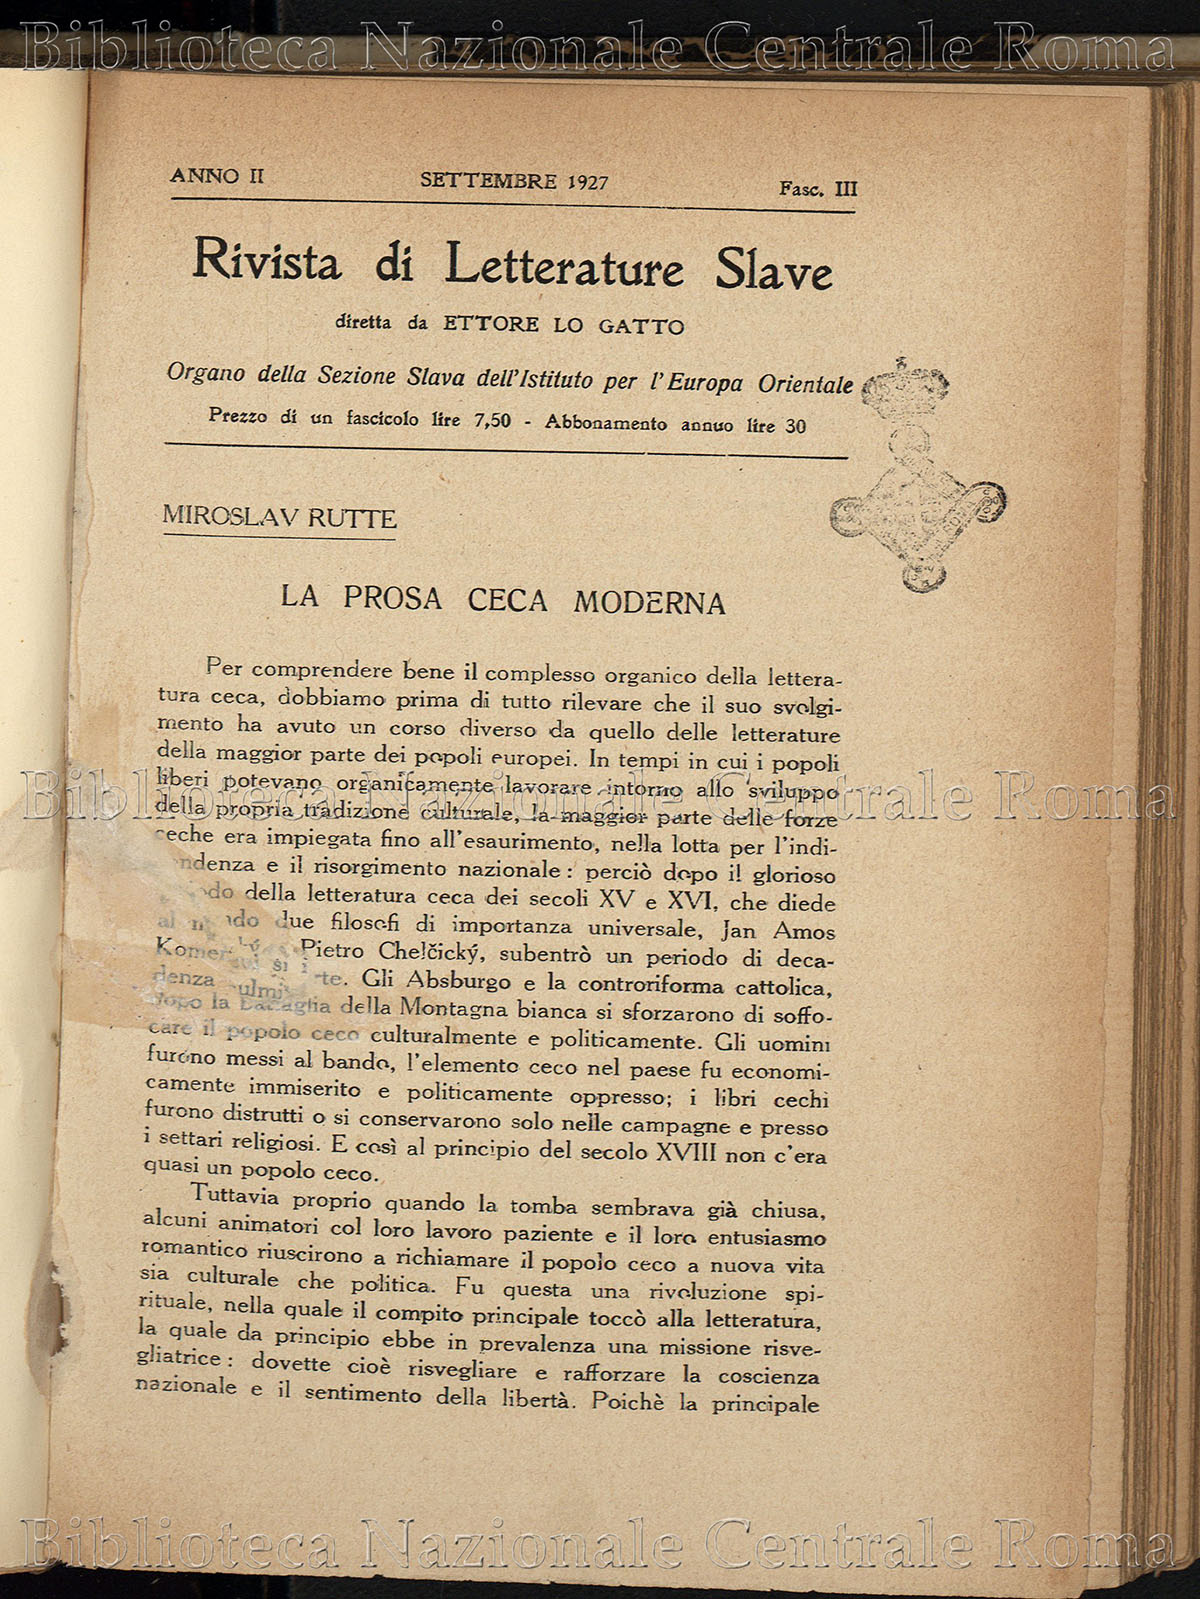 Biblioteca Nazionale Centrale Roma
ANNO II SETTEMBRE 1927 Fasc. III
Rivista di Letterature Slave
diretta da ETTORE LO GATTO
Organo della Sezione Slava dell'Istituto per l'Europa Orientale
Prezzo di un fascicolo lire 7,50 - Abbonamento annuo lire 30
MIROSLAV RUTTE
LA PROSA CECA MODERNA
Per comprendere bene il complesso organico della lettera-
tura ceca, dobbiamo prima di tutto rilevare che il suo svolgi-
mento ha avuto un corso diverso da quello delle letterature
della maggior parte dei popoli europei. In tempi in cui i popoli
liberi potevano organicamente lavorare intorno allo sviluppo
Biblioteca Nazionale Centrale Roma
della propria tradizione culturale, la maggior parte delle forze
ceche era impiegata fino all'esaurimento, nella lotta per l'indi-
ndenza e il risorgimento nazionale : perciò dopo il glorioso
odo della letteratura ceca dei secoli XV e XVI, che diede
al due filosofi di importanza universale, Jan Amos
Pietro Chelčický, subentrò un periodo di deca-
denza Gli Absburgo e la controriforma cattolica,
dopo la Battaglia della Montagna bianca si sforzarono di soffo-
care il popolo ceco culturalmente e politicamente. Gli uomini
furono messi al bando, l'elemento ceco nel paese fu economi-
camente immiserito e politicamente oppresso; i libri cechi
furono distrutti o si conservarono solo nelle campagne e presso
i settari religiosi. E così al principio del secolo XVIII non c'era
quasi un popolo ceco.
Tuttavia proprio quando la tomba sembrava già chiusa,
alcuni animatori col loro lavoro paziente e il loro entusiasmo
romantico riuscirono a richiamare il popolo ceco a nuova vita
sia culturale che politica. Fu questa una rivoluzione spi-
rituale, nella quale il compito principale toccò alla letteratura,
la quale da principio ebbe in prevalenza una missione risve-
gliatrice : dovette cioè risvegliare e rafforzare la coscienza
nazionale e il sentimento della libertà. Poichè la principale
Biblioteca Nazionale Centrale Roma